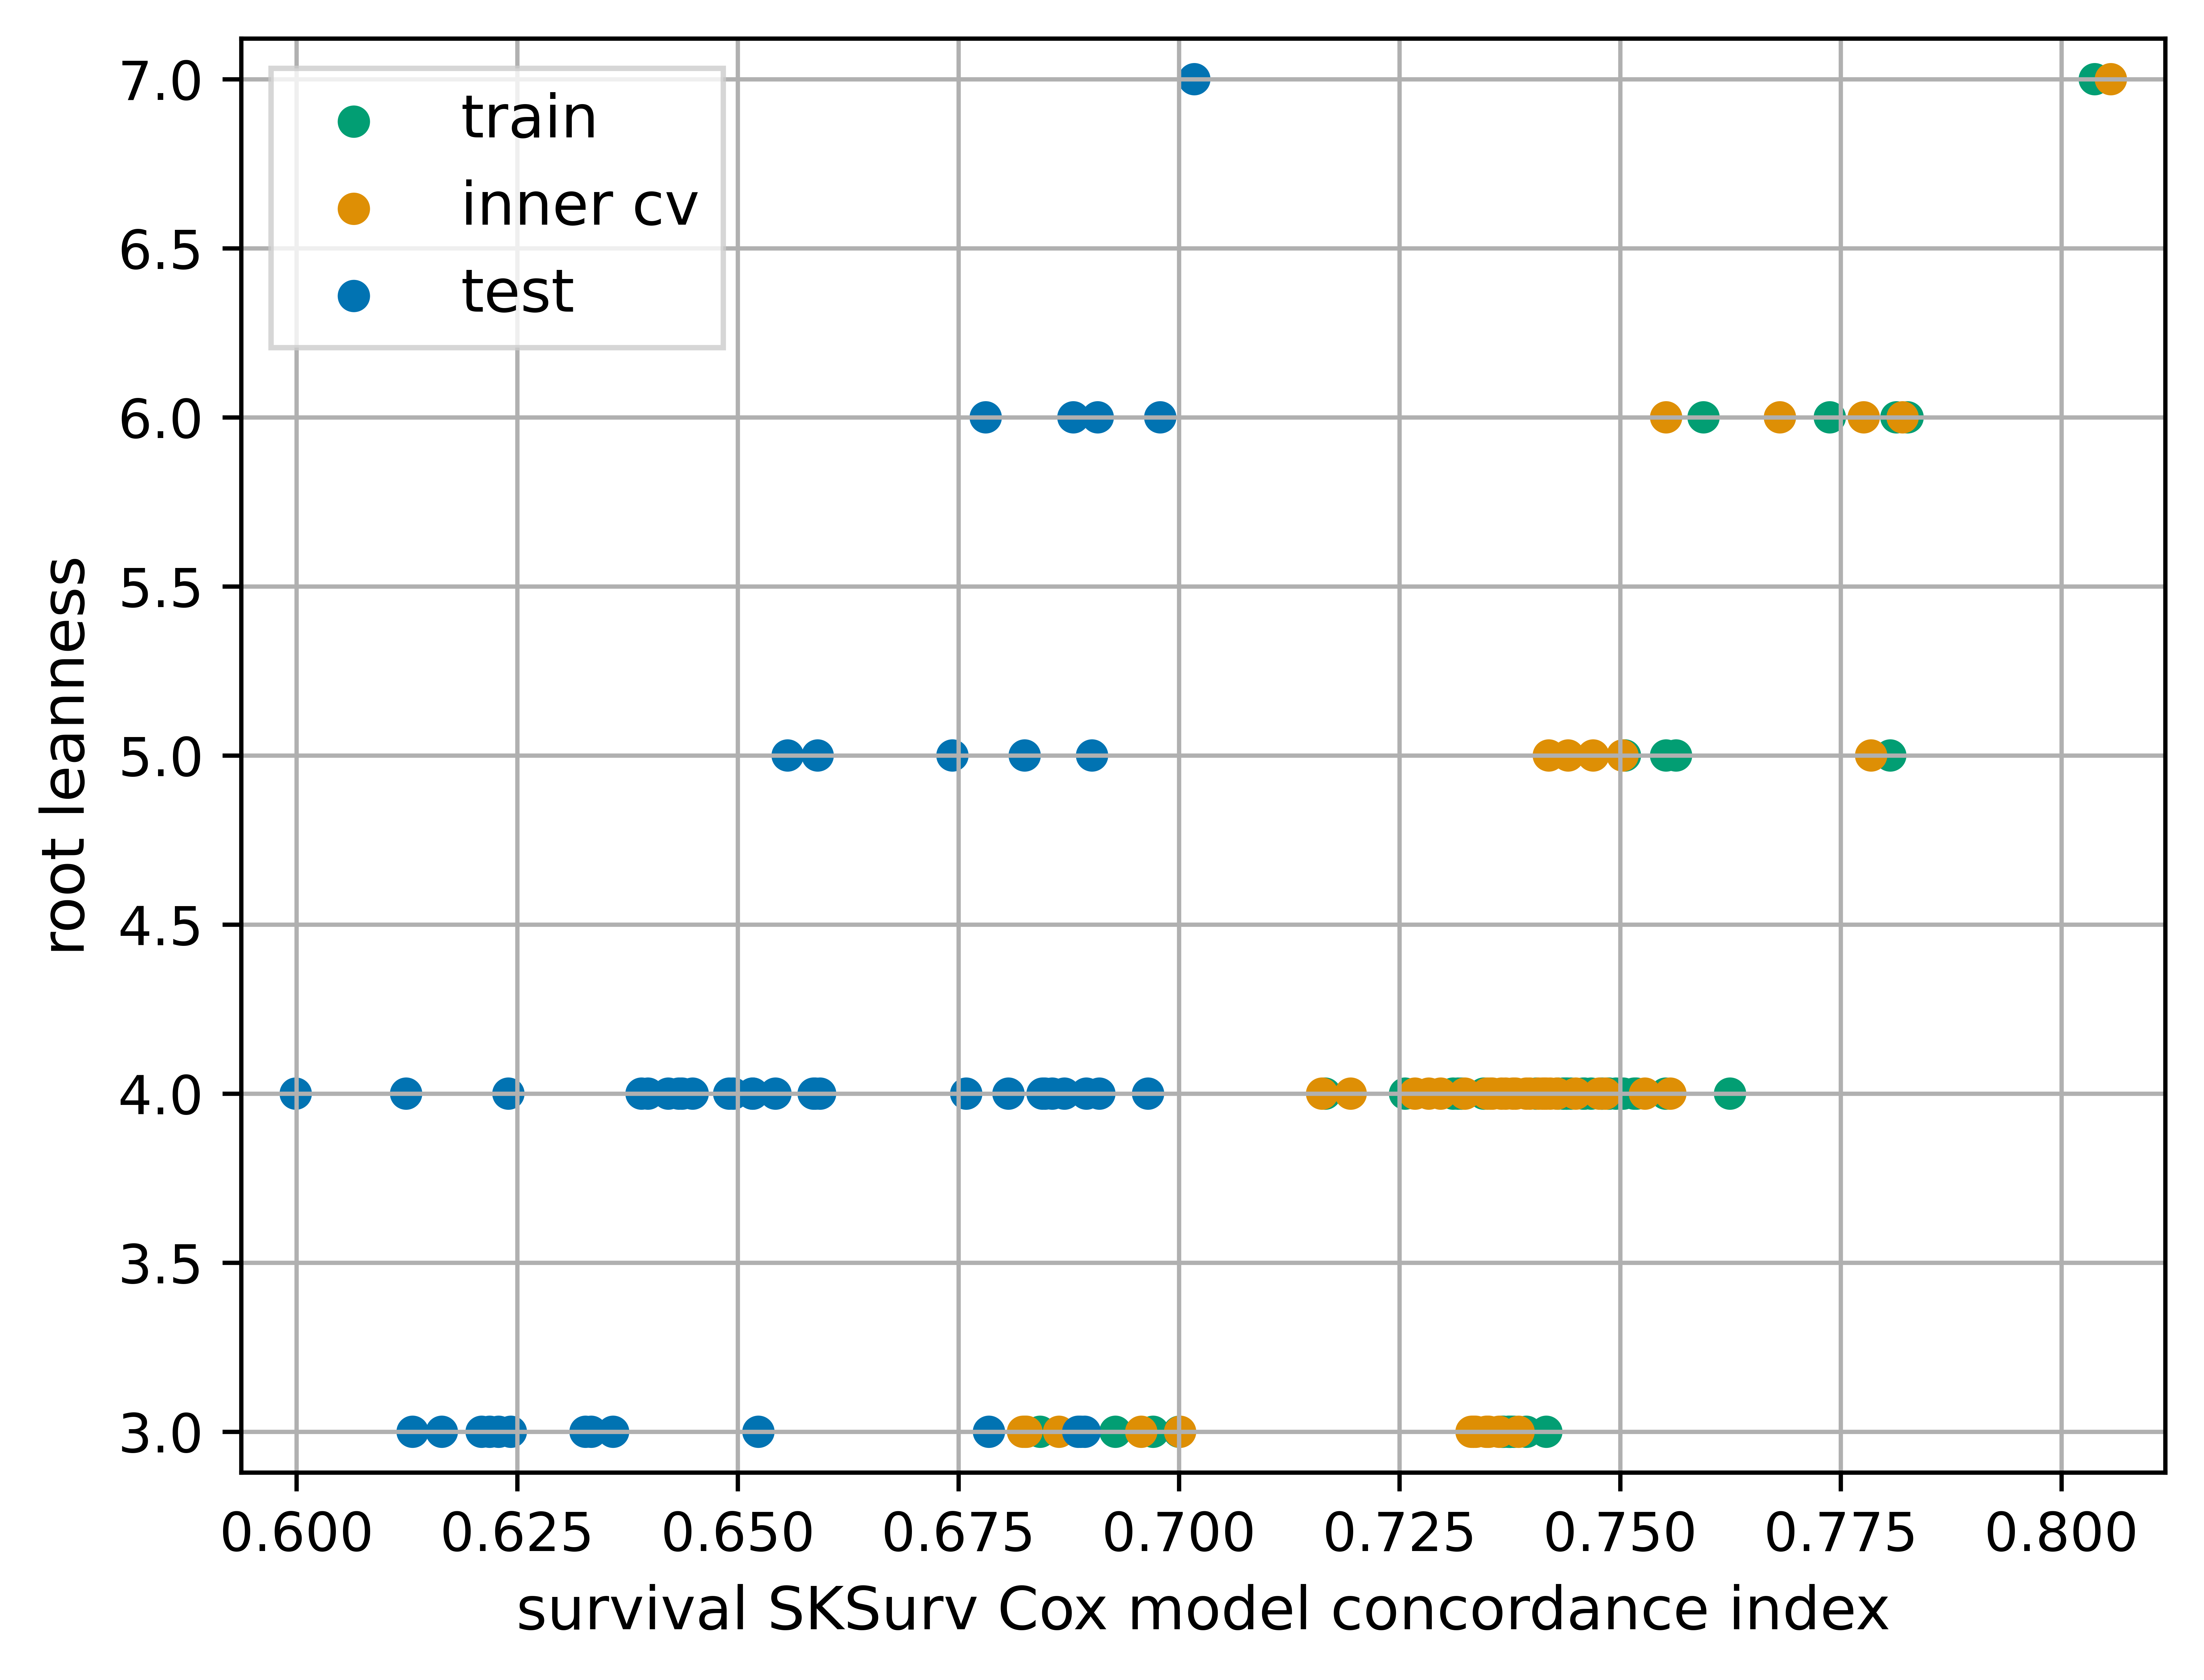 train
inner cv
test
7.0
6.5
6.0
5.5
5.0
4.5
4.0
3.5
3.0
root leanness
0.600 0.625 0.650 0.675 0.700 0.725 0.750 0.775 0.800
survival SKSurv Cox model concordance index